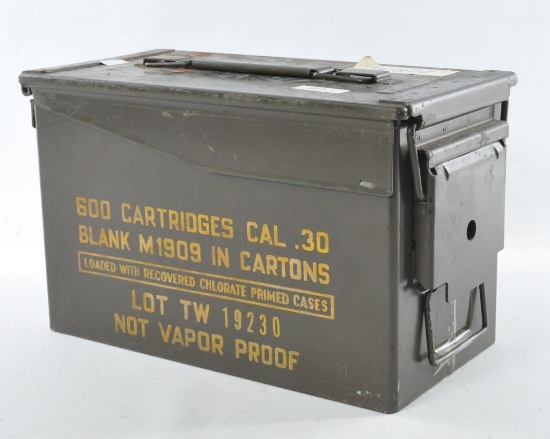 600 CARTRIDGES CAL .30
BLANK M1909 IN CARTONS
LOADED WITH RECOVERED CHLORATE PRIMED CASES
LOT TW 19230
NOT VAPOR PROOF